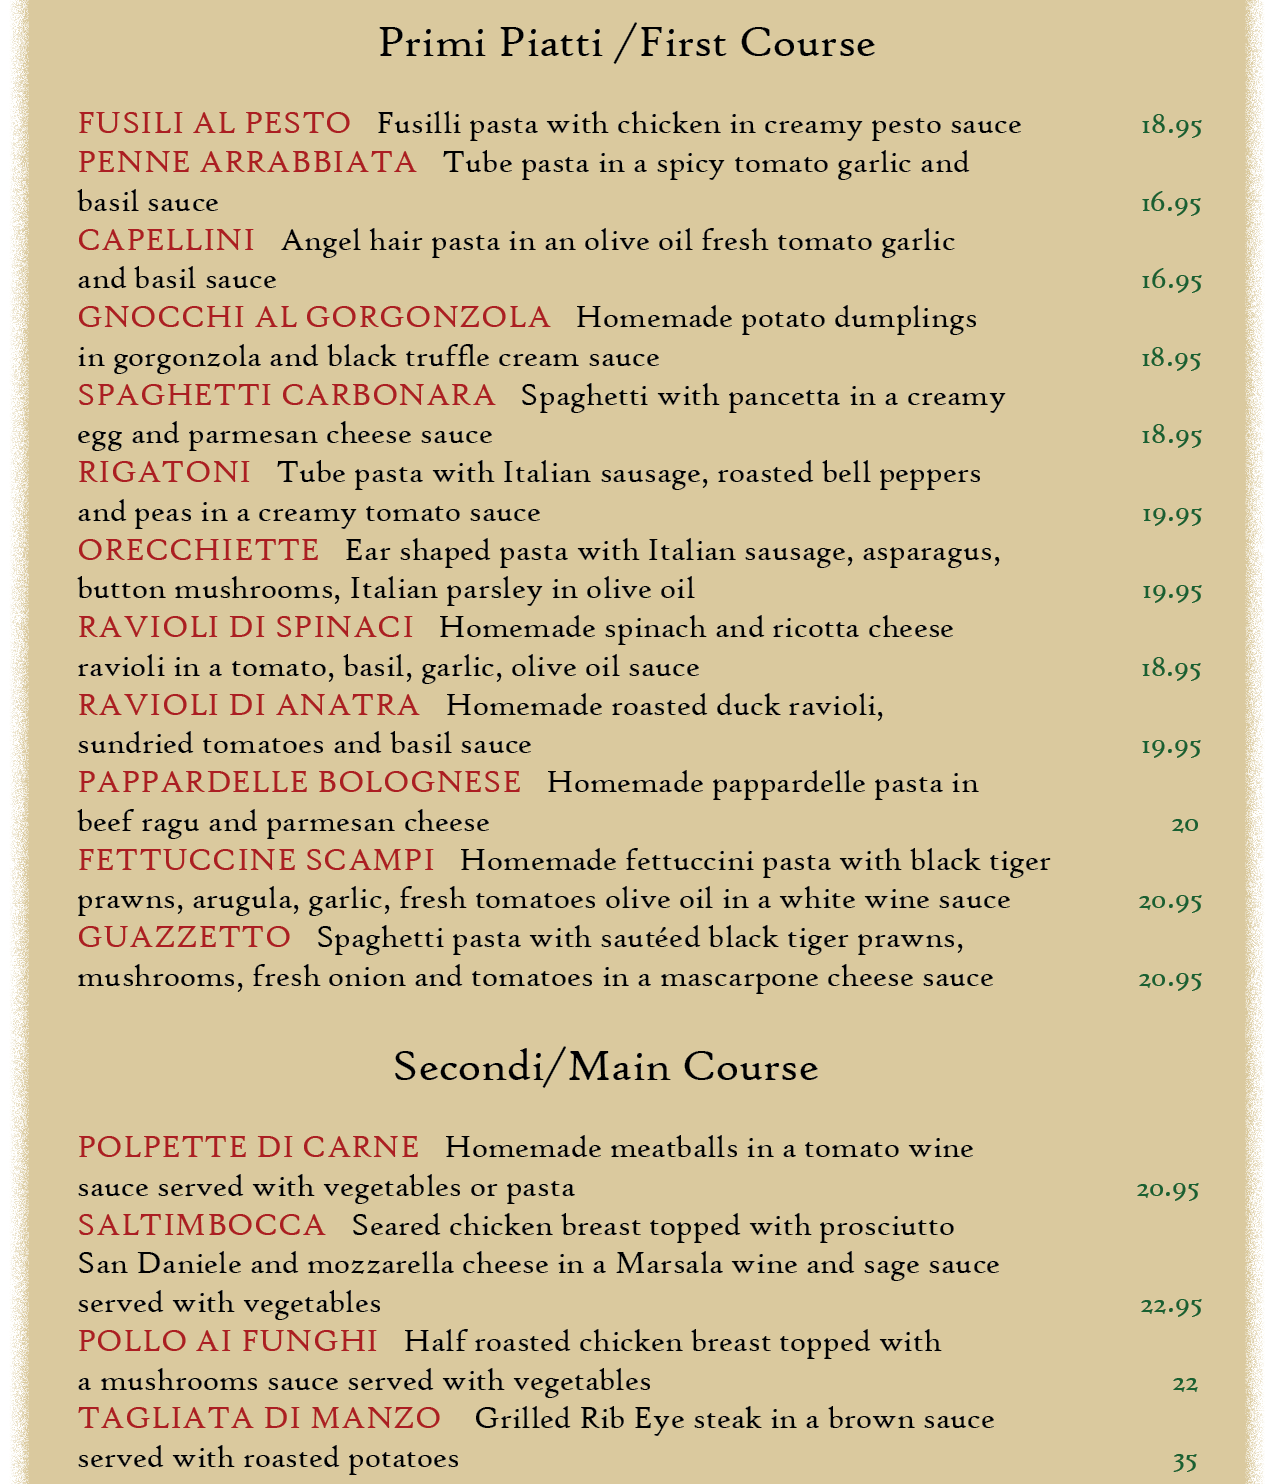 Primi Piatti /First Course
FUSILI AL PESTO Fusilli pasta with chicken in creamy pesto sauce 18.95
PENNE ARRABBIATA Tube pasta in a spicy tomato garlic and
basil sauce 16.95
CAPELLINI Angel hair pasta in an olive oil fresh tomato garlic
and basil sauce 16.95
GNOCCHI AL GORGONZOLA Homemade potato dumplings
in gorgonzola and black truffle cream sauce 18.95
SPAGHETTI CARBONARA Spaghetti with pancetta in a creamy
egg and parmesan cheese sauce 18.95
RIGATONI Tube pasta with Italian sausage, roasted bell peppers
and peas in a creamy tomato sauce 19.95
ORECCHIETTE Ear shaped pasta with Italian sausage, asparagus,
button mushrooms, Italian parsley in olive oil 19.95
RAVIOLI DI SPINACI Homemade spinach and ricotta cheese
ravioli in a tomato, basil, garlic, olive oil sauce 18.95
RAVIOLI DI ANATRA Homemade roasted duck ravioli,
sundried tomatoes and basil sauce 19.95
PAPPARDELLE BOLOGNESE Homemade pappardelle pasta in
beef ragu and parmesan cheese 20
FETTUCCINE SCAMPI Homemade fettuccini pasta with black tiger
prawns, arugula, garlic, fresh tomatoes olive oil in a white wine sauce 20.95
GUAZZETTO Spaghetti pasta with sautéed black tiger prawns,
mushrooms, fresh onion and tomatoes in a mascarpone cheese sauce 20.95
Secondi/Main Course
POLPETTE DI CARNE Homemade meatballs in a tomato wine
sauce served with vegetables or pasta 20.95
SALTIMBOCCA Seared chicken breast topped with prosciutto
San Daniele and mozzarella cheese in a Marsala wine and sage sauce
served with vegetables 22.95
POLLO AI FUNGHI Half roasted chicken breast topped with
a mushrooms sauce served with vegetables 22
TAGLIATA DI MANZO Grilled Rib Eye steak in a brown sauce
served with roasted potatoes 35